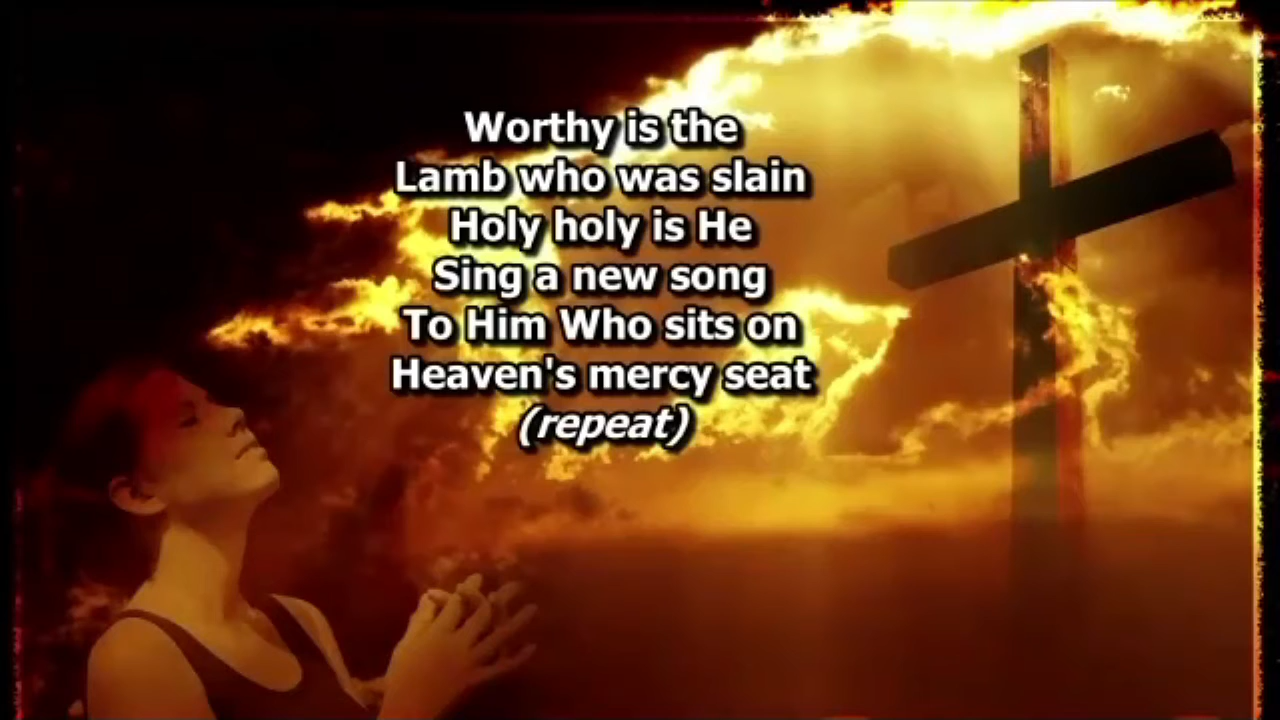 Worthy is the
Lamb who was slain
Holy holy is He
Sing a new song
To Him Who sits on
Heaven's mercy seat
(repeat)